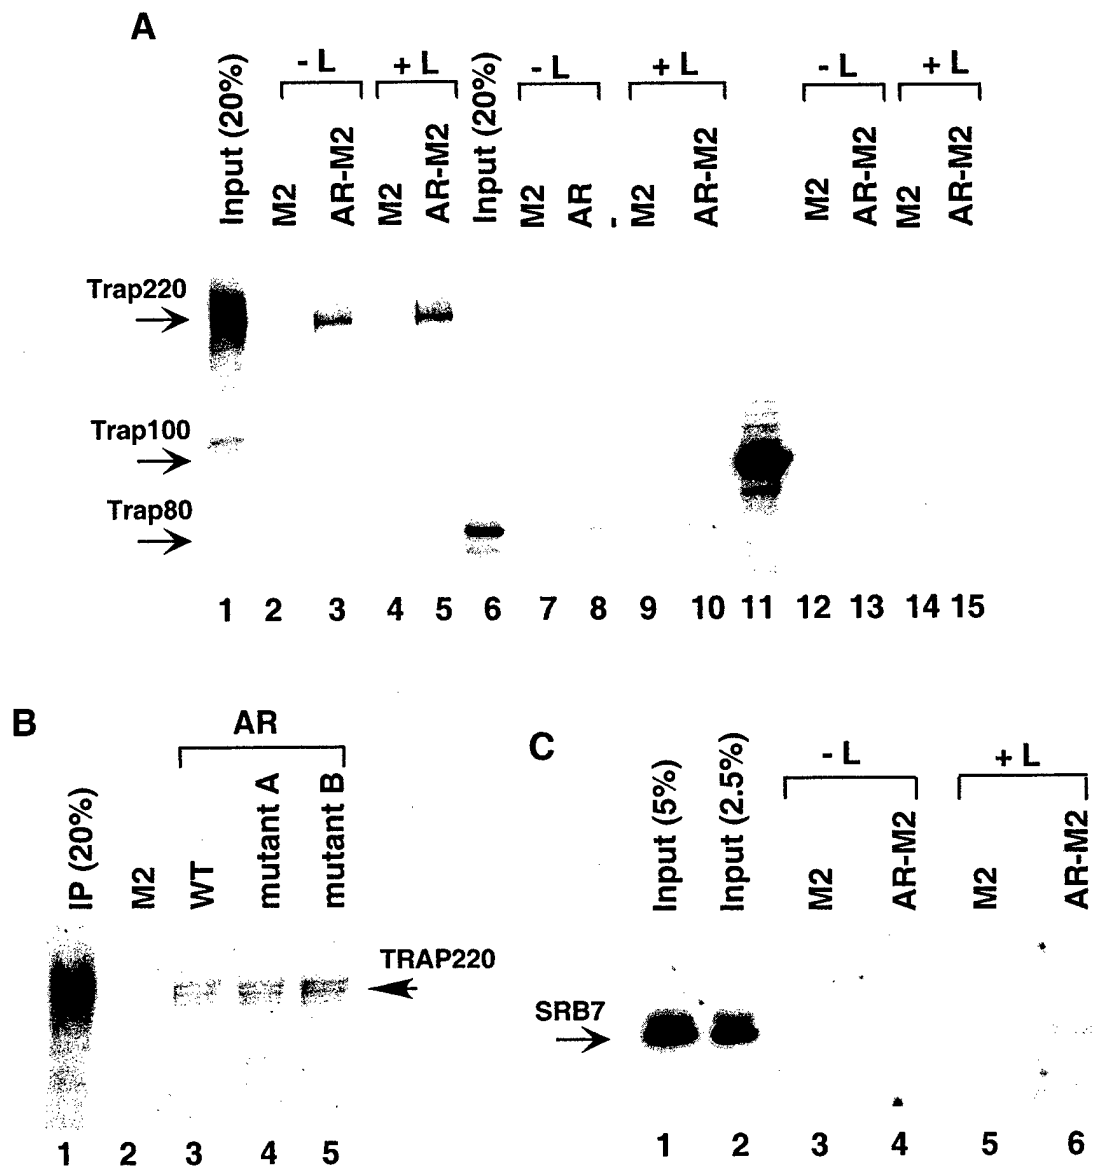 A
- L
+ L
- L
+ L
- L
+ L
Input (20%)
M2
AR-M2
M2
AR-M2
Input (20%)
M2
AR
-
M2
AR-M2
M2
AR-M2
M2
AR-M2
Trap220
Trap100
Trap80
1 2 3 4 5 6 7 8 9 10 11 12 13 14 15
B
AR
IP (20%)
M2
WT
mutant A
mutant B
TRAP220
1 2 3 4 5
C
- L
+ L
Input (5%)
Input (2.5%)
M2
AR-M2
M2
AR-M2
SRB7
1 2 3 4 5 6